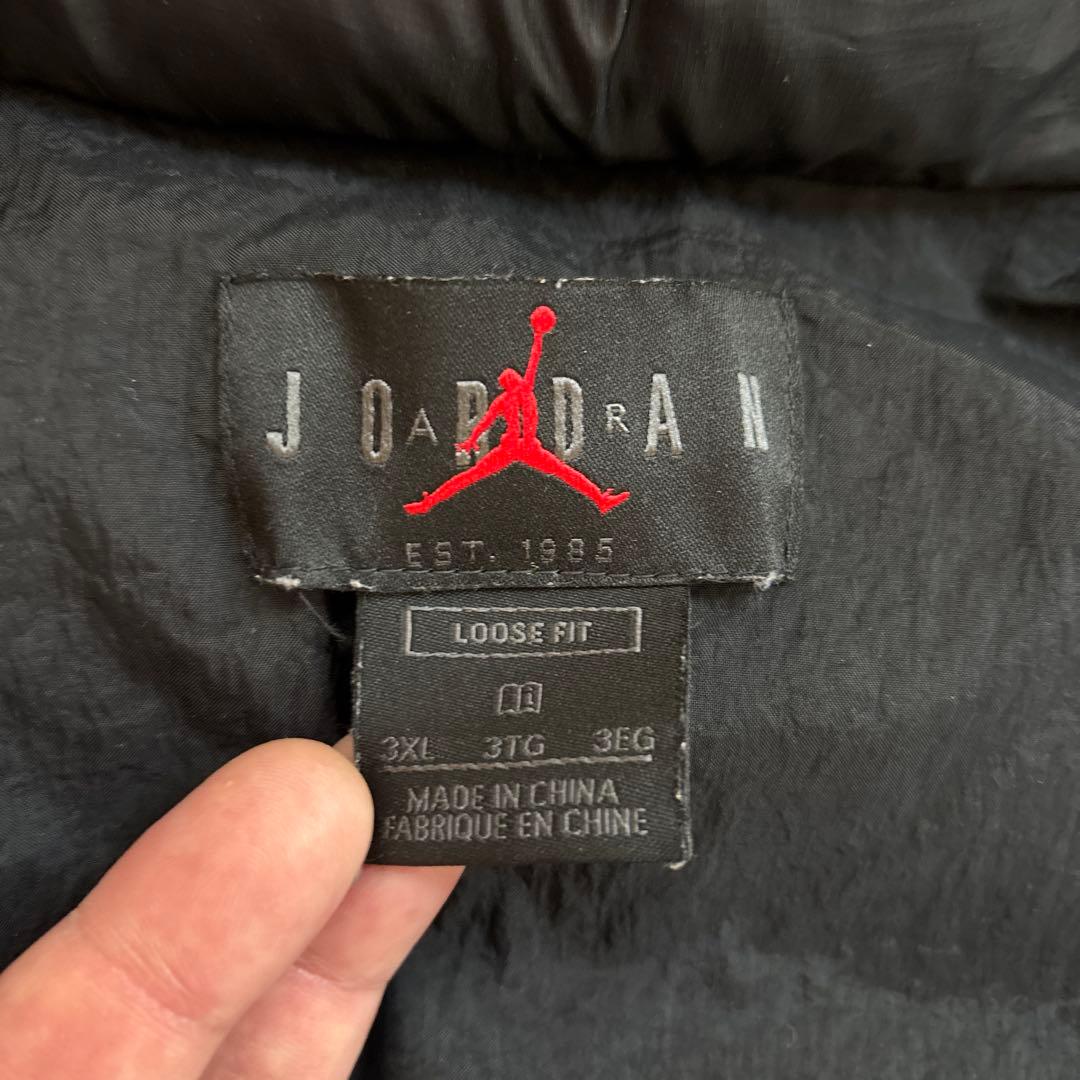 JORDAN
AIR
EST. 1985
LOOSE FIT
3XL 3TG 3EG
MADE IN CHINA
FABRIQUE EN CHINE